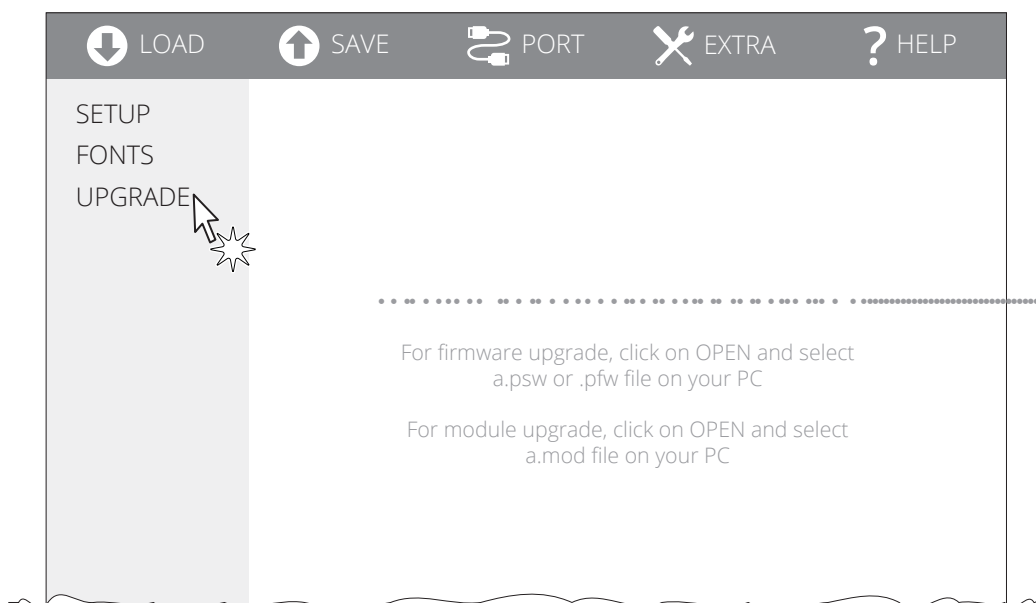 LOAD SAVE PORT EXTRA ? HELP
SETUP
FONTS
UPGRADE
For firmware upgrade, click on OPEN and select
a.psw or .pfw file on your PC
For module upgrade, click on OPEN and select
a.mod file on your PC